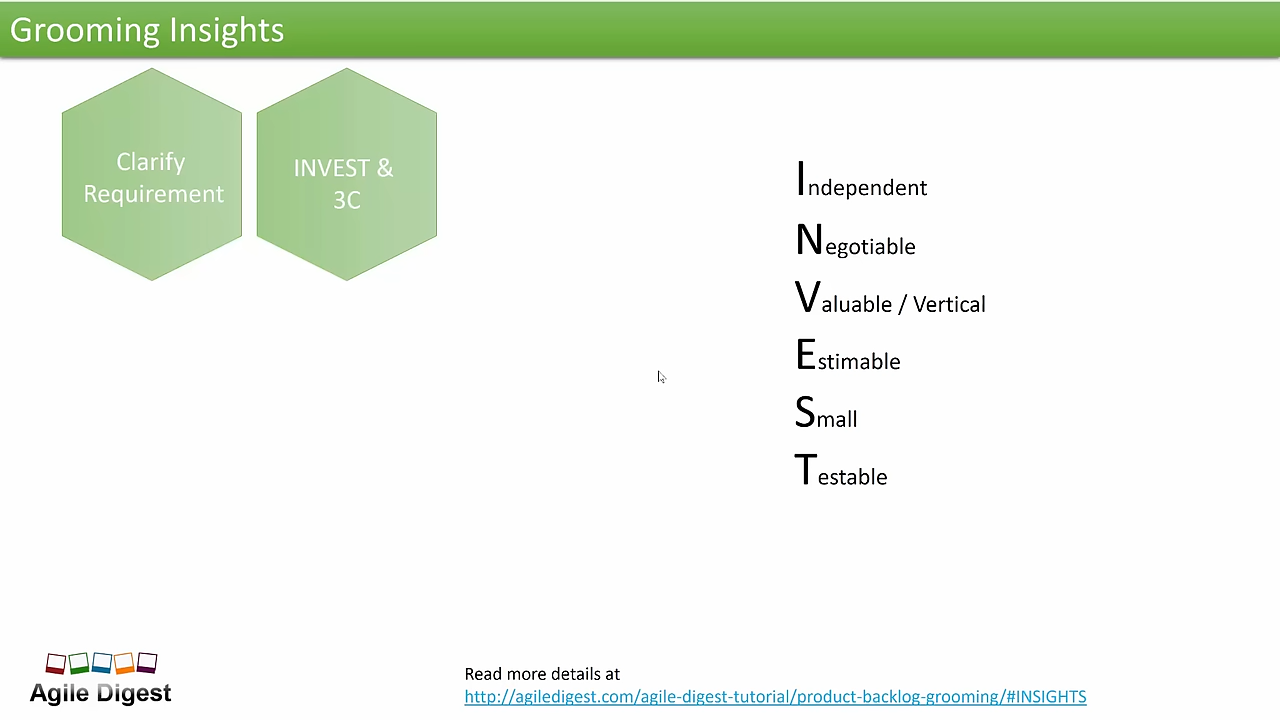 Grooming Insights
Clarify
Requirement
INVEST &
3C
Independent
Negotiable
Valuable / Vertical
Estimable
Small
Testable
Agile Digest
Read more details at
http://agiledigest.com/agile-digest-tutorial/product-backlog-grooming/#INSIGHTS